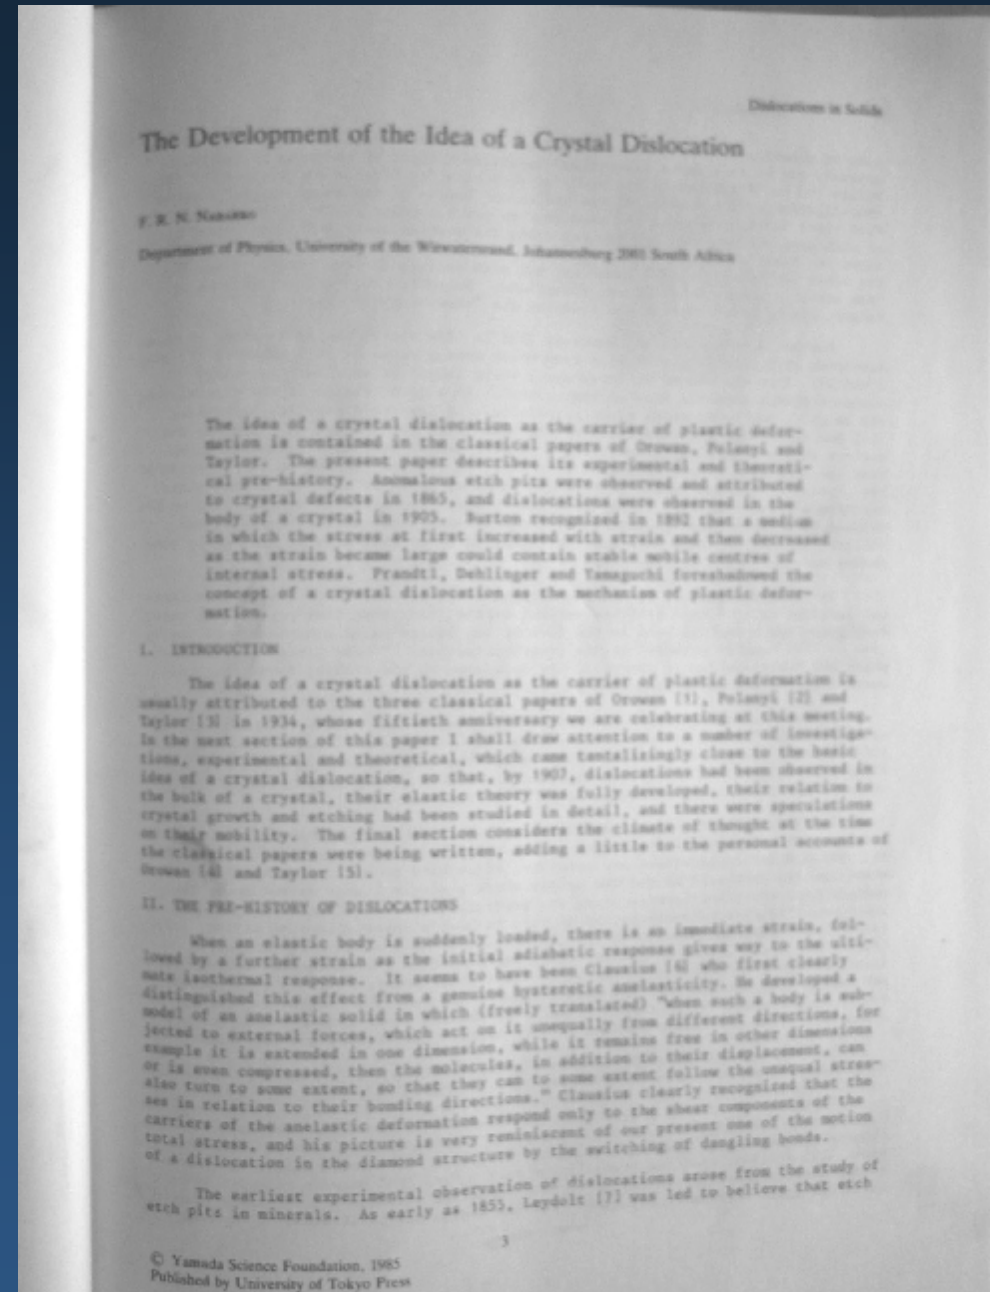 Dislocations in Solids
The Development of the Idea of a Crystal Dislocation
F. R. N. Nabarro
Department of Physics, University of the Witwatersrand, Johannesburg 2001 South Africa
The idea of a crystal dislocation as the carrier of plastic defor-
mation is contained in the classical papers of Orowan, Polanyi and
Taylor. The present paper describes its experimental and theoreti-
cal pre-history. Anomalous etch pits were observed and attributed
to crystal defects in 1865, and dislocations were observed in the
body of a crystal in 1905. Burton recognized in 1892 that a medium
in which the stress at first increased with strain and then decreased
as the strain became large could contain stable mobile centres of
internal stress. Prandtl, Dehlinger and Yamaguchi foreshadowed the
concept of a crystal dislocation as the mechanism of plastic defor-
mation.
I. INTRODUCTION
The idea of a crystal dislocation as the carrier of plastic deformation is
usually attributed to the three classical papers of Orowan [1], Polanyi [2] and
Taylor [3] in 1934, whose fiftieth anniversary we are celebrating at this meeting.
In the next section of this paper I shall draw attention to a number of investiga-
tions, experimental and theoretical, which came tantalizingly close to the basic
idea of a crystal dislocation, so that, by 1907, dislocations had been observed in
the bulk of a crystal, their elastic theory was fully developed, their relation to
crystal growth and etching had been studied in detail, and there were speculations
on their mobility. The final section considers the climate of thought at the time
the classical papers were being written, adding a little to the personal accounts of
Orowan [4] and Taylor [5].
II. THE PRE-HISTORY OF DISLOCATIONS
When an elastic body is suddenly loaded, there is an immediate strain, fol-
lowed by a further strain as the initial adiabatic response gives way to the ulti-
mate isothermal response. It seems to have been Clausius [6] who first clearly
distinguished this effect from a genuine hysteretic anelasticity. He developed a
model of an anelastic solid in which (freely translated) "when such a body is sub-
jected to external forces, which act on it unequally from different directions, for
example it is extended in one dimension, while it remains free in other dimensions
or is even compressed, then the molecules, in addition to their displacement, can
also turn to some extent, so that they can to some extent follow the unequal stres-
ses in relation to their bonding directions." Clausius clearly recognized that the
carriers of the anelastic deformation respond only to the shear components of the
total stress, and his picture is very reminiscent of our present one of the motion
of a dislocation in the diamond structure by the switching of dangling bonds.
The earliest experimental observation of dislocations arose from the study of
etch pits in minerals. As early as 1855, Leydolt [7] was led to believe that etch
3
© Yamada Science Foundation, 1985
Published by University of Tokyo Press